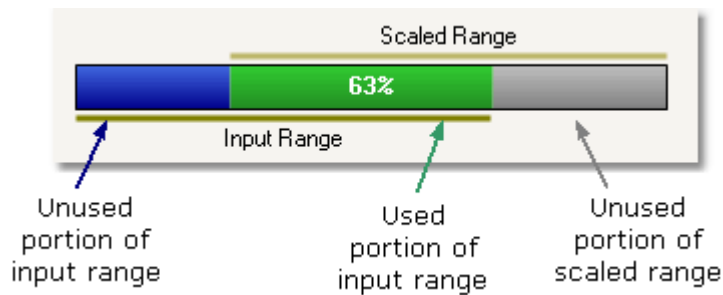 Scaled Range
63%
Input Range
Unused
portion of
input range
Used
portion of
input range
Unused
portion of
scaled range